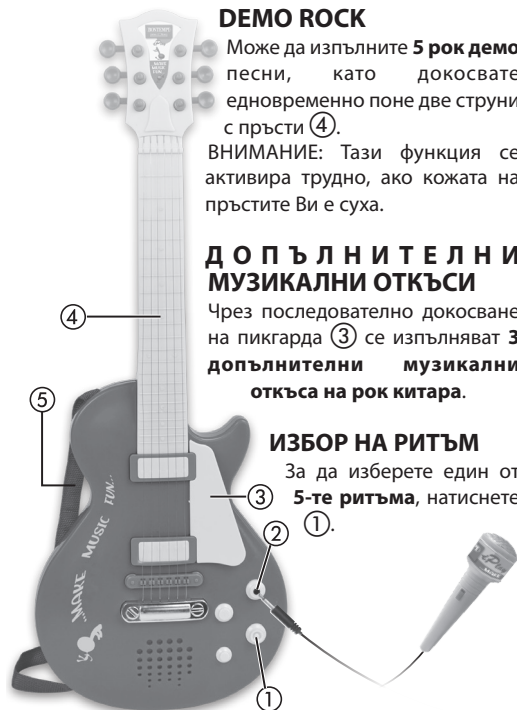 DEMO ROCK
Може да изпълните 5 рок демо
песни, като докосвате
едновременно поне две струни
с пръсти ④.
ВНИМАНИЕ: Тази функция се
активира трудно, ако кожата на
пръстите Ви е суха.
ДОПЪЛНИТЕЛНИ
МУЗИКАЛНИ ОТКЪСИ
Чрез последователно докосване
на пикгарда ③ се изпълняват 3
допълнителни музикални
откъса на рок китара.
④
⑤
ИЗБОР НА РИТЪМ
За да изберете един от
5-те ритъма, натиснете
①.
③
②
①
...MAKE MUSIC FUN...